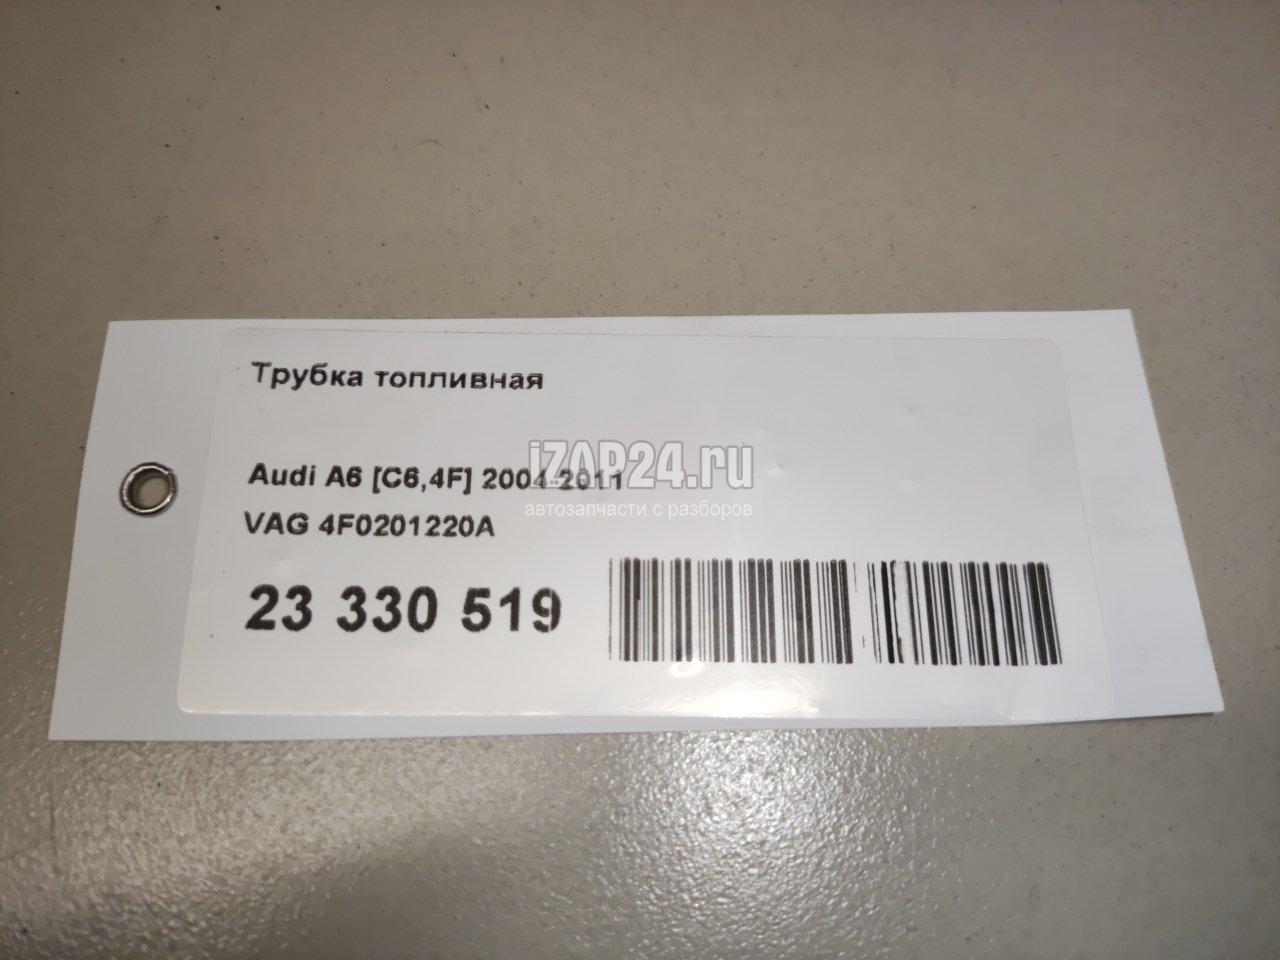 Трубка топливная
Audi A6 [C6,4F] 2004-2011
iZAP24.ru
автозапчасти с разборов
VAG 4F0201220A
23 330 519